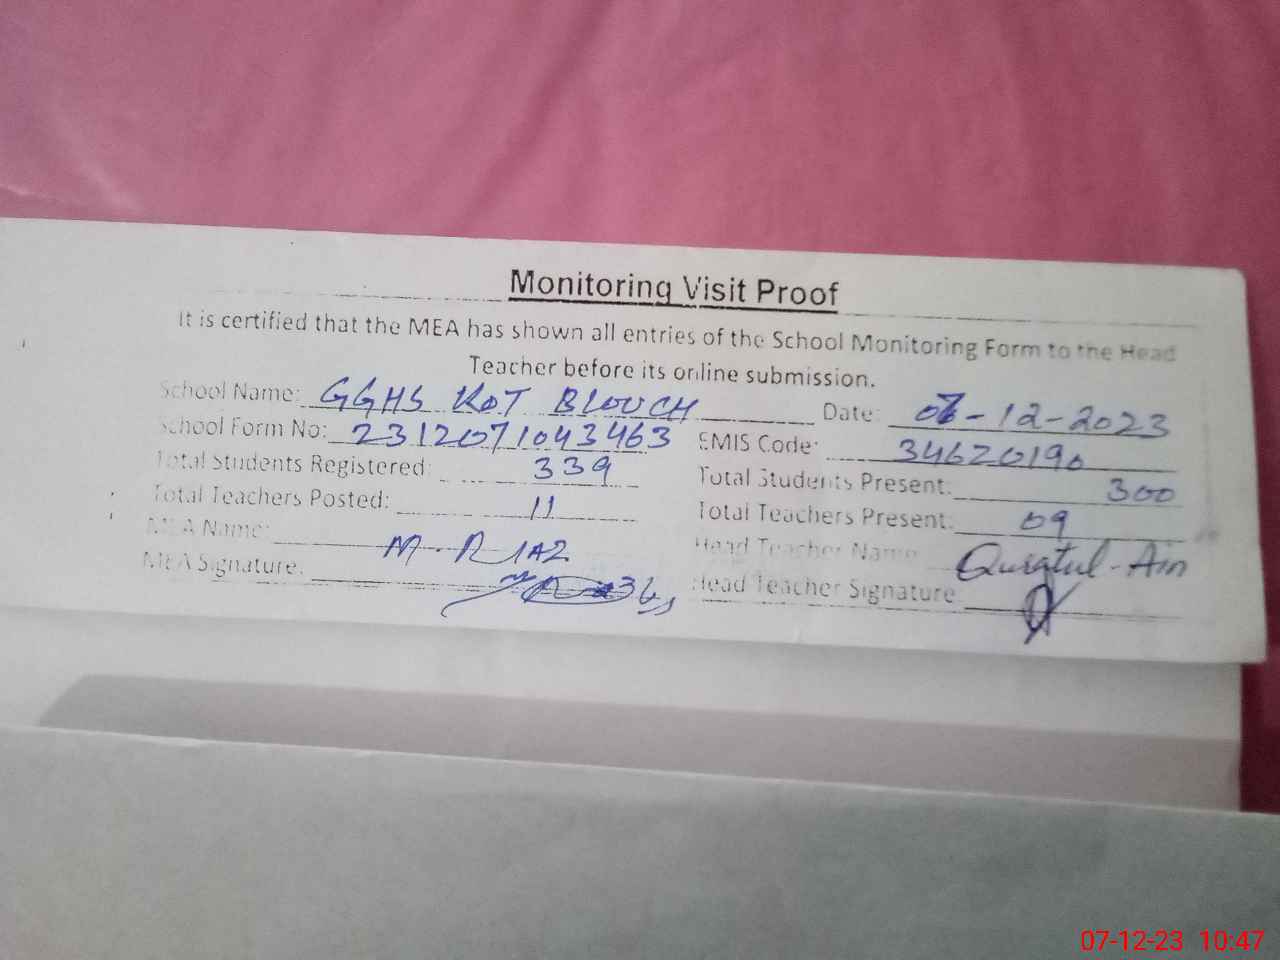 Monitoring Visit Proof
It is certified that the MEA has shown all entries of the School Monitoring Form to the Head
Teacher before its online submission.
School Name: GGHS KOT BLOUCH Date: 07-12-2023
School Form No: 2312071043463 EMIS Code: 34620190
Total Students Registered: 339 Total Students Present: 300
Total Teachers Posted: 11 Total Teachers Present: 09
MEA Name: M. RIAZ Head Teacher Name Quratul-Ain
MEA Signature: Head Teacher Signature
07-12-23 10:47